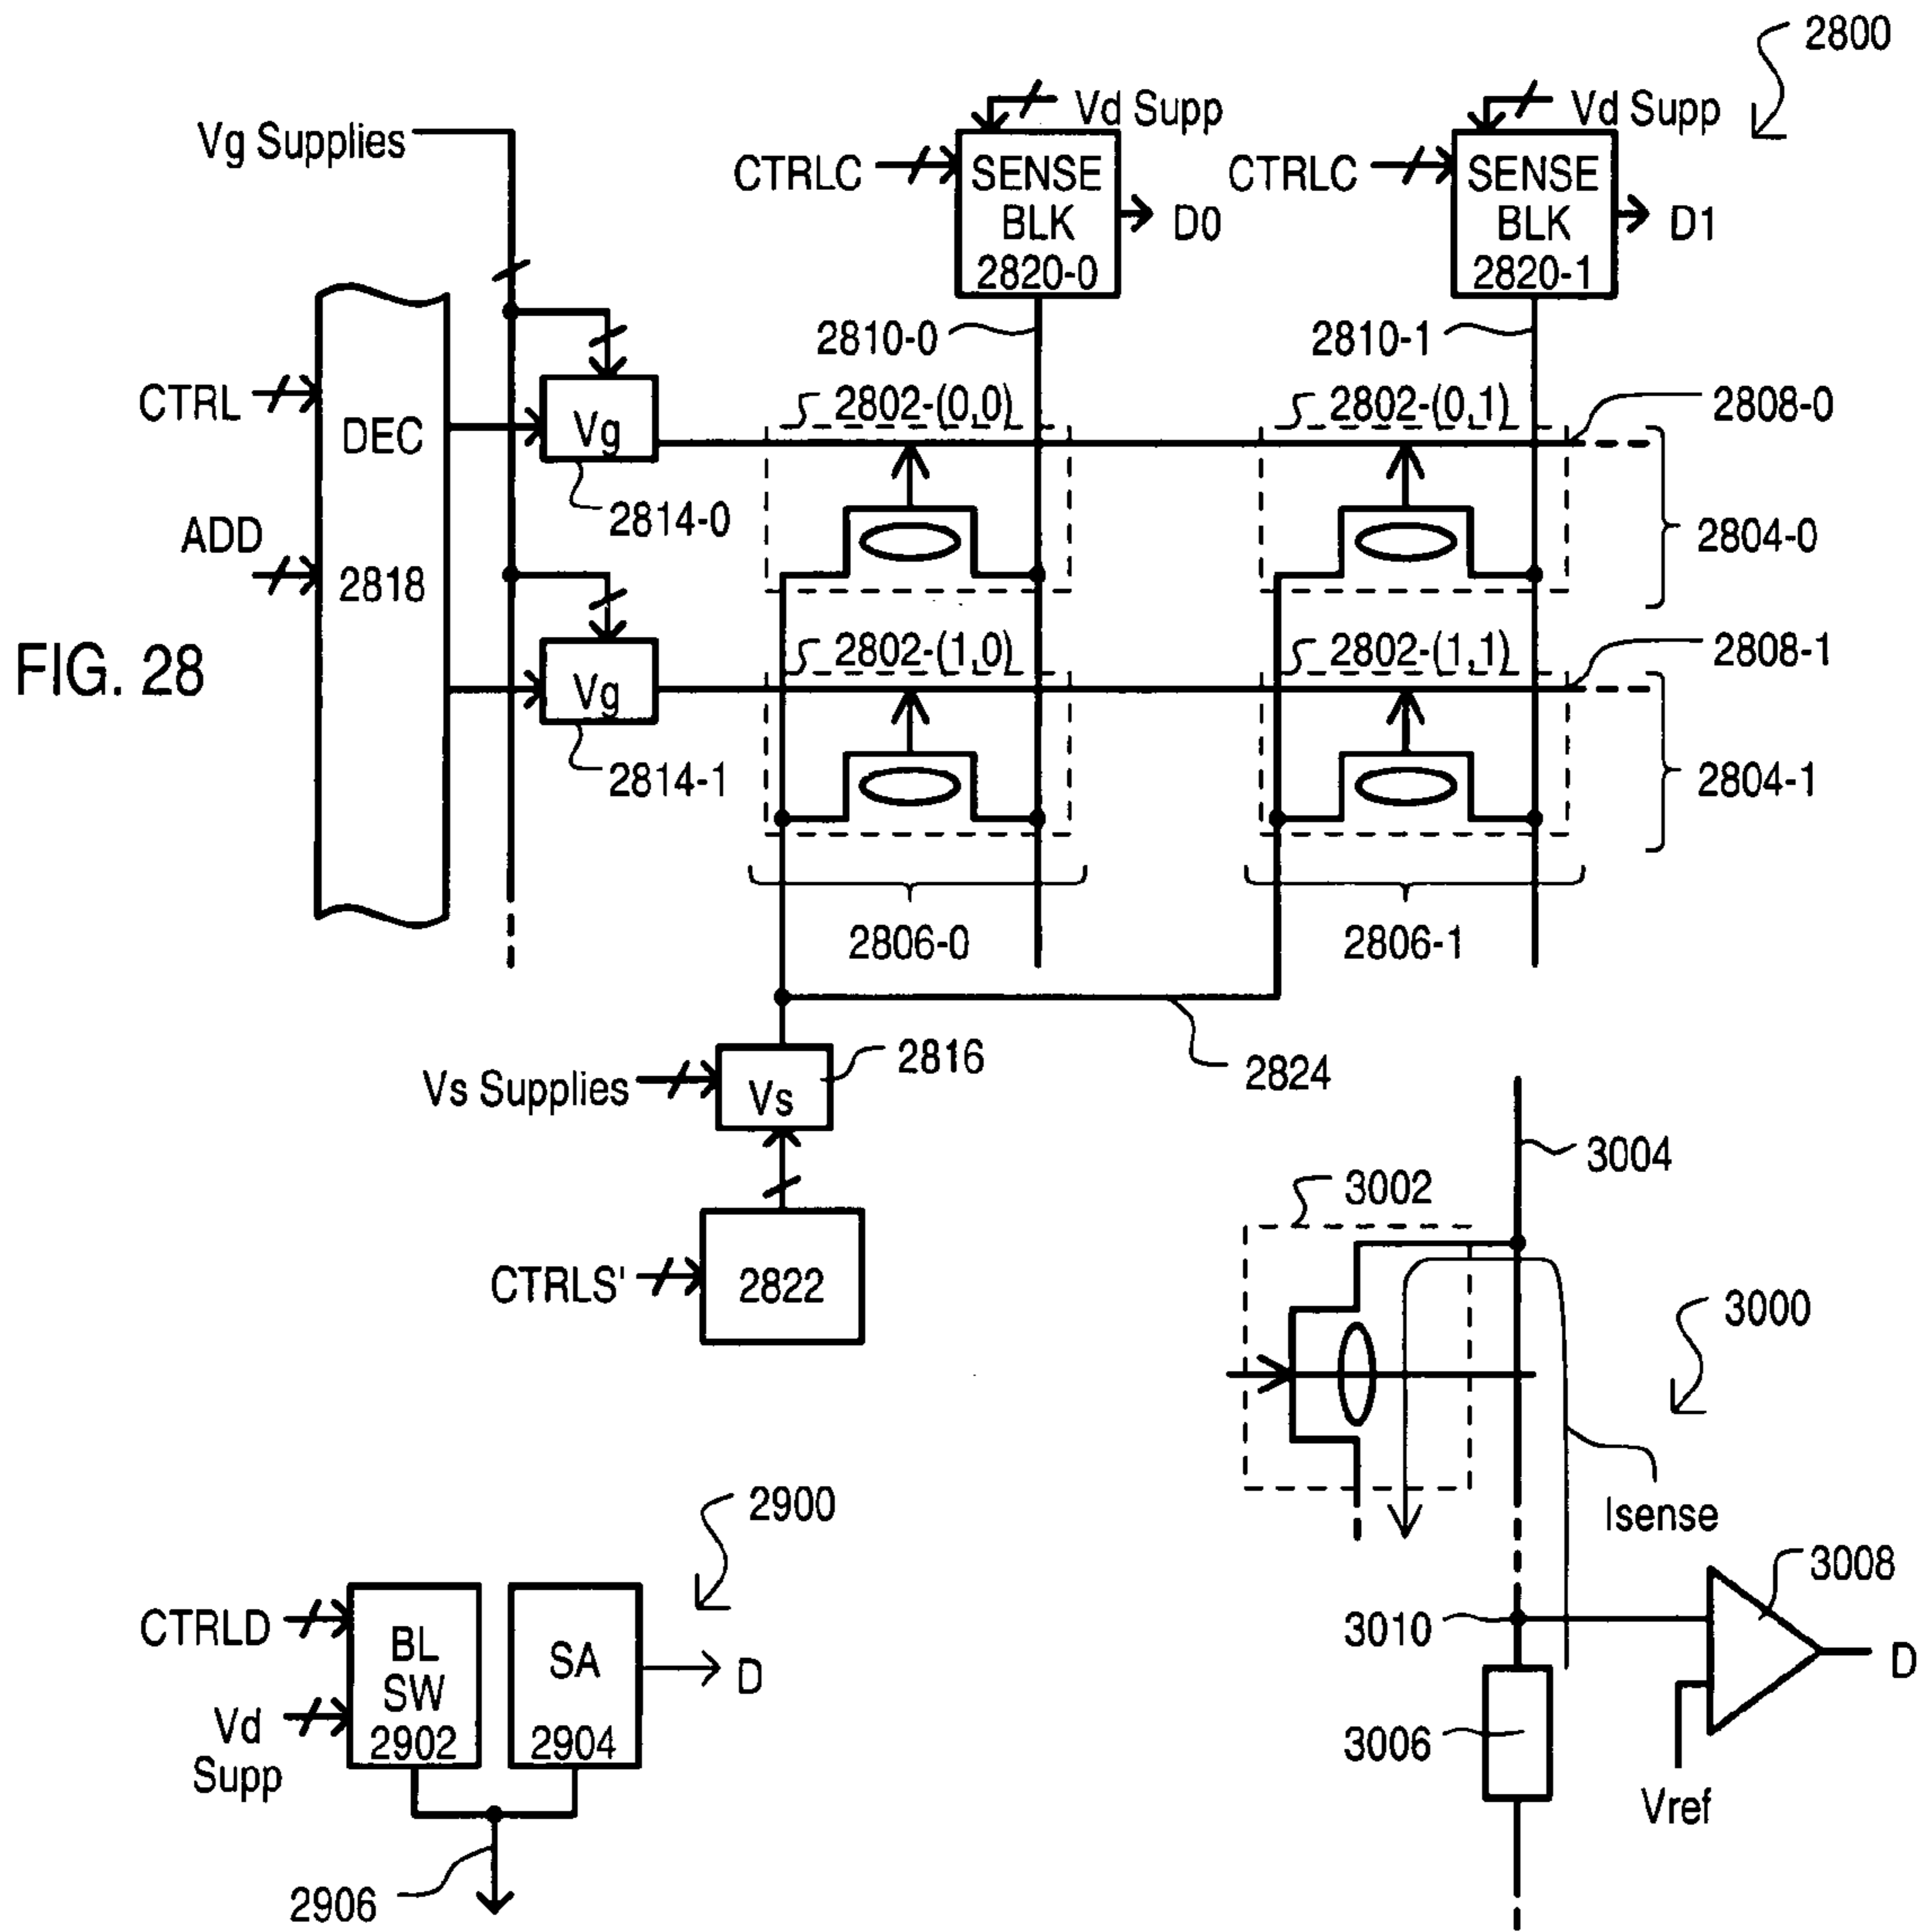 2800
Vg Supplies
Vd Supp
Vd Supp
CTRLC
SENSE
BLK
2820-0
D0
CTRLC
SENSE
BLK
2820-1
D1
2810-0
2810-1
CTRL
DEC
2818
ADD
Vg
2814-0
2802-(0,0)
2802-(0,1)
2808-0
2804-0
FIG. 28
Vg
2814-1
2802-(1,0)
2802-(1,1)
2808-1
2804-1
2806-0
2806-1
Vs Supplies
Vs
2816
2824
CTRLS'
2822
3004
3002
3000
Isense
2900
CTRLD
Vd
Supp
BL
SW
2902
SA
2904
D
2906
3008
3010
D
3006
Vref